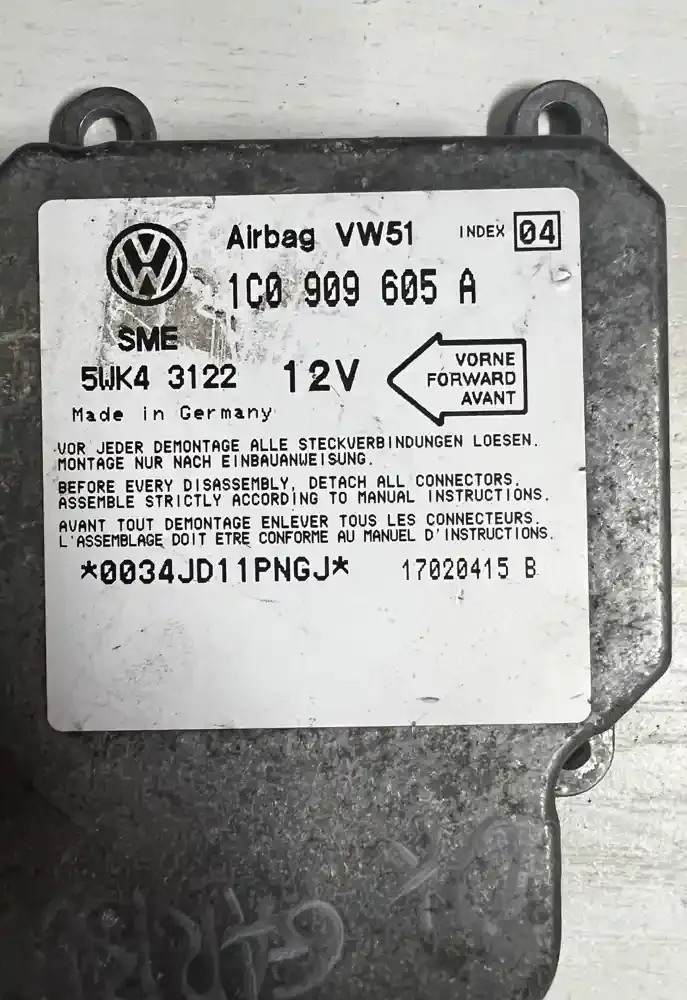 Airbag VW51 INDEX 04
1C0 909 605 A
SME
5WK4 3122 12V
VORNE
FORWARD
AVANT
Made in Germany
VOR JEDER DEMONTAGE ALLE STECKVERBINDUNGEN LOESEN.
MONTAGE NUR NACH EINBAUANWEISUNG.
BEFORE EVERY DISASSEMBLY, DETACH ALL CONNECTORS.
ASSEMBLE STRICTLY ACCORDING TO MANUAL INSTRUCTIONS.
AVANT TOUT DEMONTAGE ENLEVER TOUS LES CONNECTEURS.
L'ASSEMBLAGE DOIT ETRE CONFORME AU MANUEL D'INSTRUCTIONS.
*0034JD11PNGJ* 17020415 B